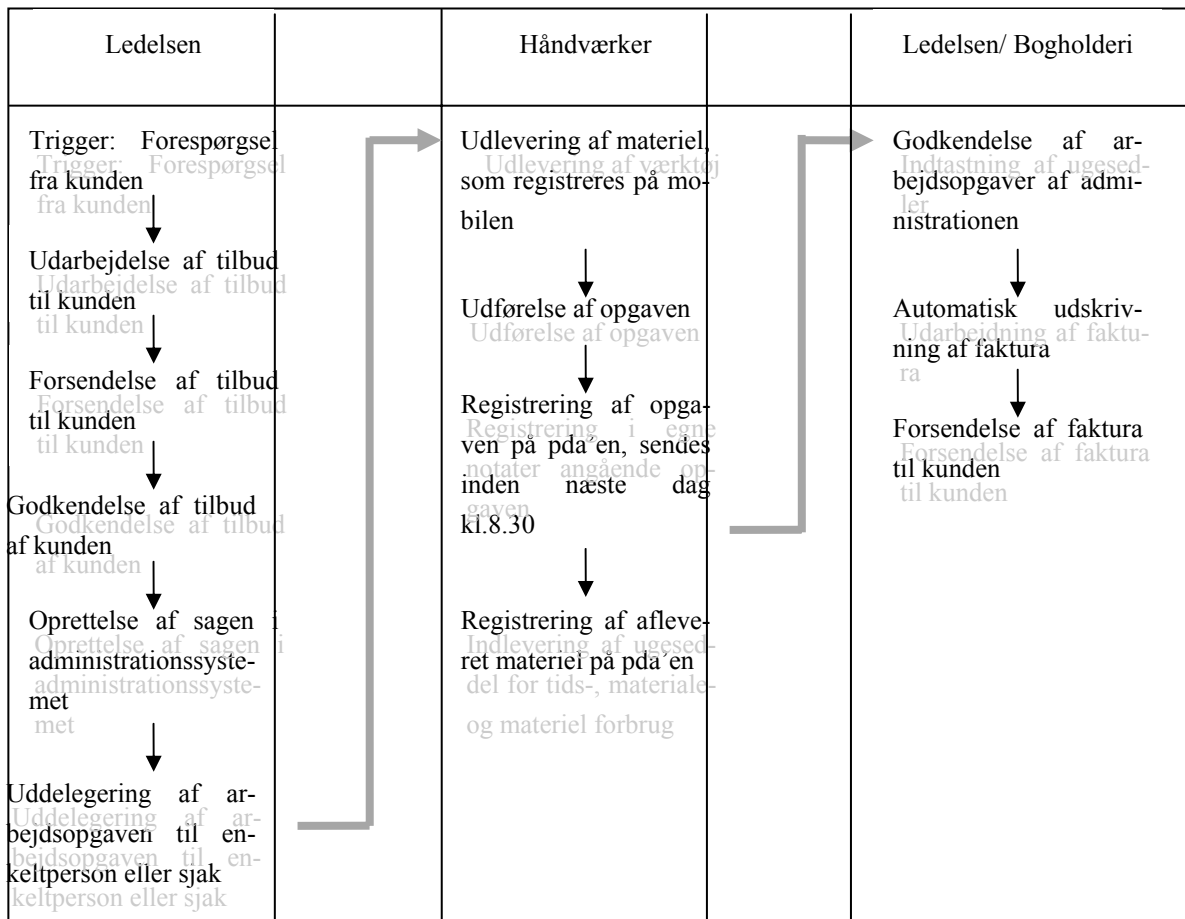 Ledelsen
Håndværker
Ledelsen/ Bogholderi
Trigger: Forespørgsel
fra kunden
Trigger: Forespørgsel
fra kunden
Udarbejdelse af tilbud
til kunden
Udarbejdelse af tilbud
til kunden
Forsendelse af tilbud
til kunden
Forsendelse af tilbud
til kunden
Godkendelse af tilbud
af kunden
Godkendelse af tilbud
af kunden
Oprettelse af sagen i
administrationssyste-
met
Oprettelse af sagen i
administrationssyste-
met
Uddelegering af ar-
bejdsopgaven til en-
keltperson eller sjak
Uddelegering af ar-
bejdsopgaven til en-
keltperson eller sjak
Udlevering af materiel,
som registreres på mo-
bilen
Udlevering af værktøj
Udførelse af opgaven
Udførelse af opgaven
Registrering af opga-
ven på pda´en, sendes
inden næste dag
kl.8.30
Registrering i egne
notater angående op-
gaven
Registrering af afleve-
ret materiel på pda´en
Indlevering af ugesed-
del for tids-, materiale-
og materiel forbrug
Godkendelse af ar-
bejdsopgaver af admi-
nistrationen
Indtastning af ugesed-
ler
Automatisk udskriv-
ning af faktura
Udarbejdning af faktu-
ra
Forsendelse af faktura
til kunden
Forsendelse af faktura
til kunden